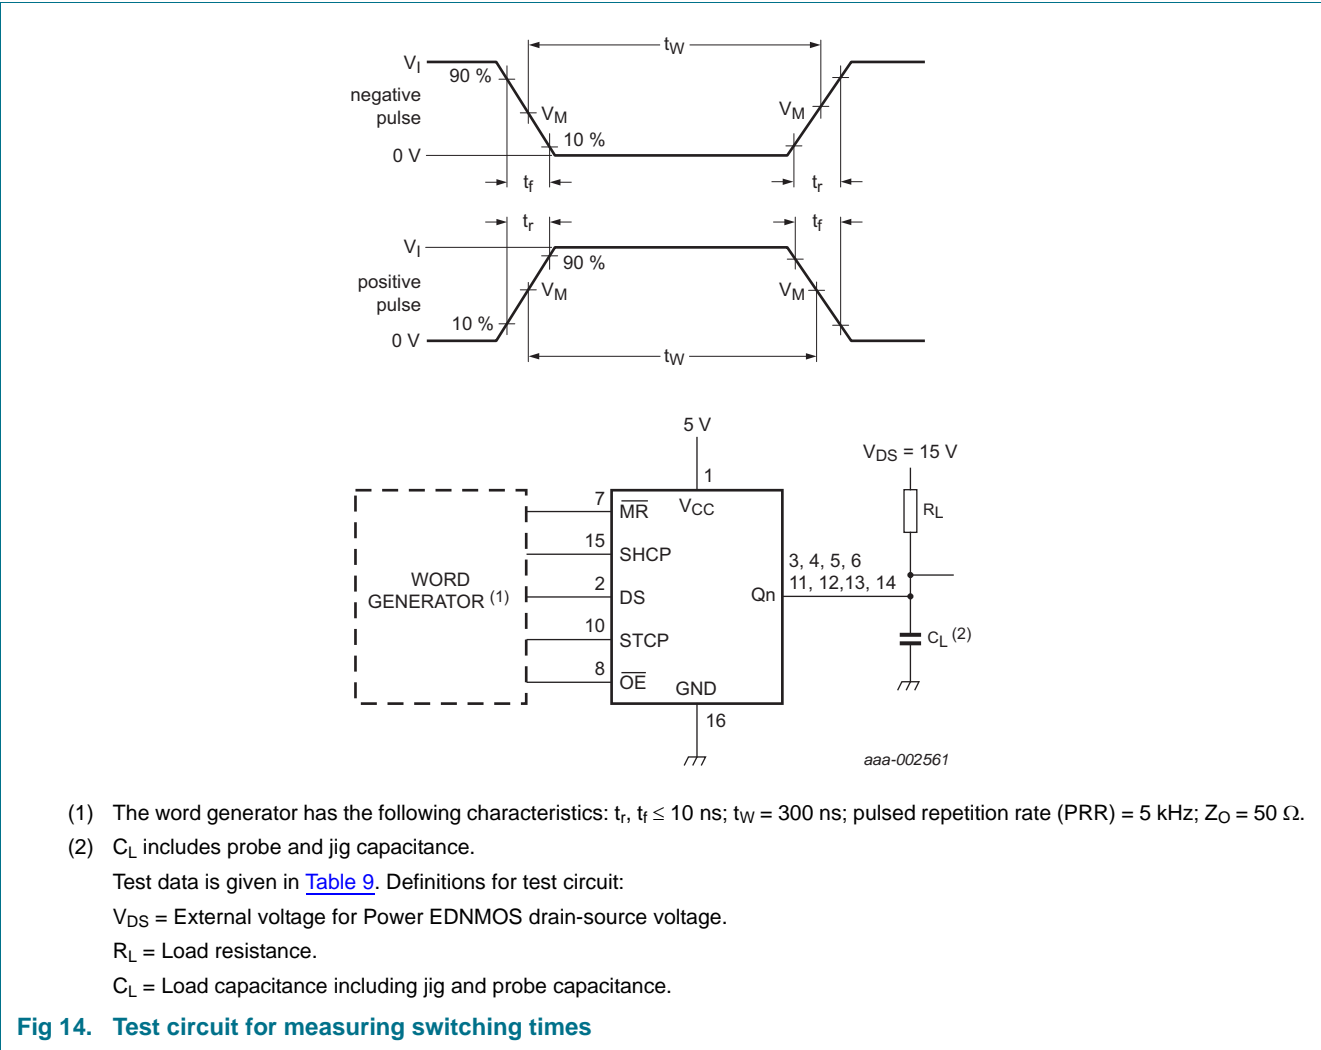 tW
VI
90 %
negative
pulse
VM
VM
10 %
0 V
tf
tr
tr
tf
VI
90 %
positive
pulse
VM
VM
10 %
0 V
tW
5 V
VDS = 15 V
1
7
MR
VCC
RL
15
SHCP
3, 4, 5, 6
WORD
GENERATOR (1)
2
DS
Qn
11, 12,13, 14
10
STCP
CL (2)
8
OE
GND
16
aaa-002561
(1) The word generator has the following characteristics: tr, tf ≤ 10 ns; tW = 300 ns; pulsed repetition rate (PRR) = 5 kHz; ZO = 50 Ω.
(2) CL includes probe and jig capacitance.
Test data is given in Table 9. Definitions for test circuit:
VDS = External voltage for Power EDNMOS drain-source voltage.
RL = Load resistance.
CL = Load capacitance including jig and probe capacitance.
Fig 14. Test circuit for measuring switching times